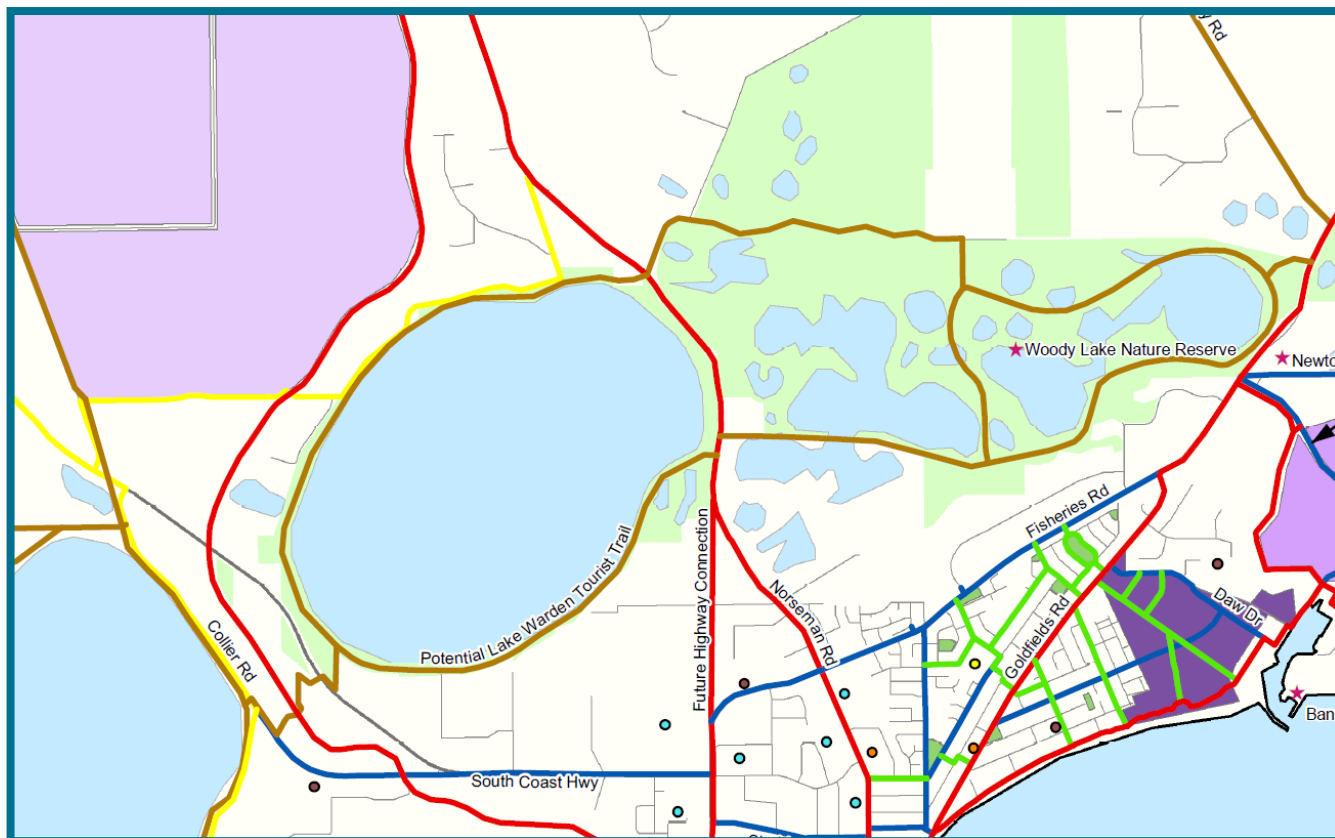 y Rd
Woody Lake Nature Reserve
Newto
Fisheries Rd
Future Highway Connection
Potential Lake Warden Tourist Trail
Norseman Rd
Goldfields Rd
Daw Dr
Collier Rd
Ban
South Coast Hwy